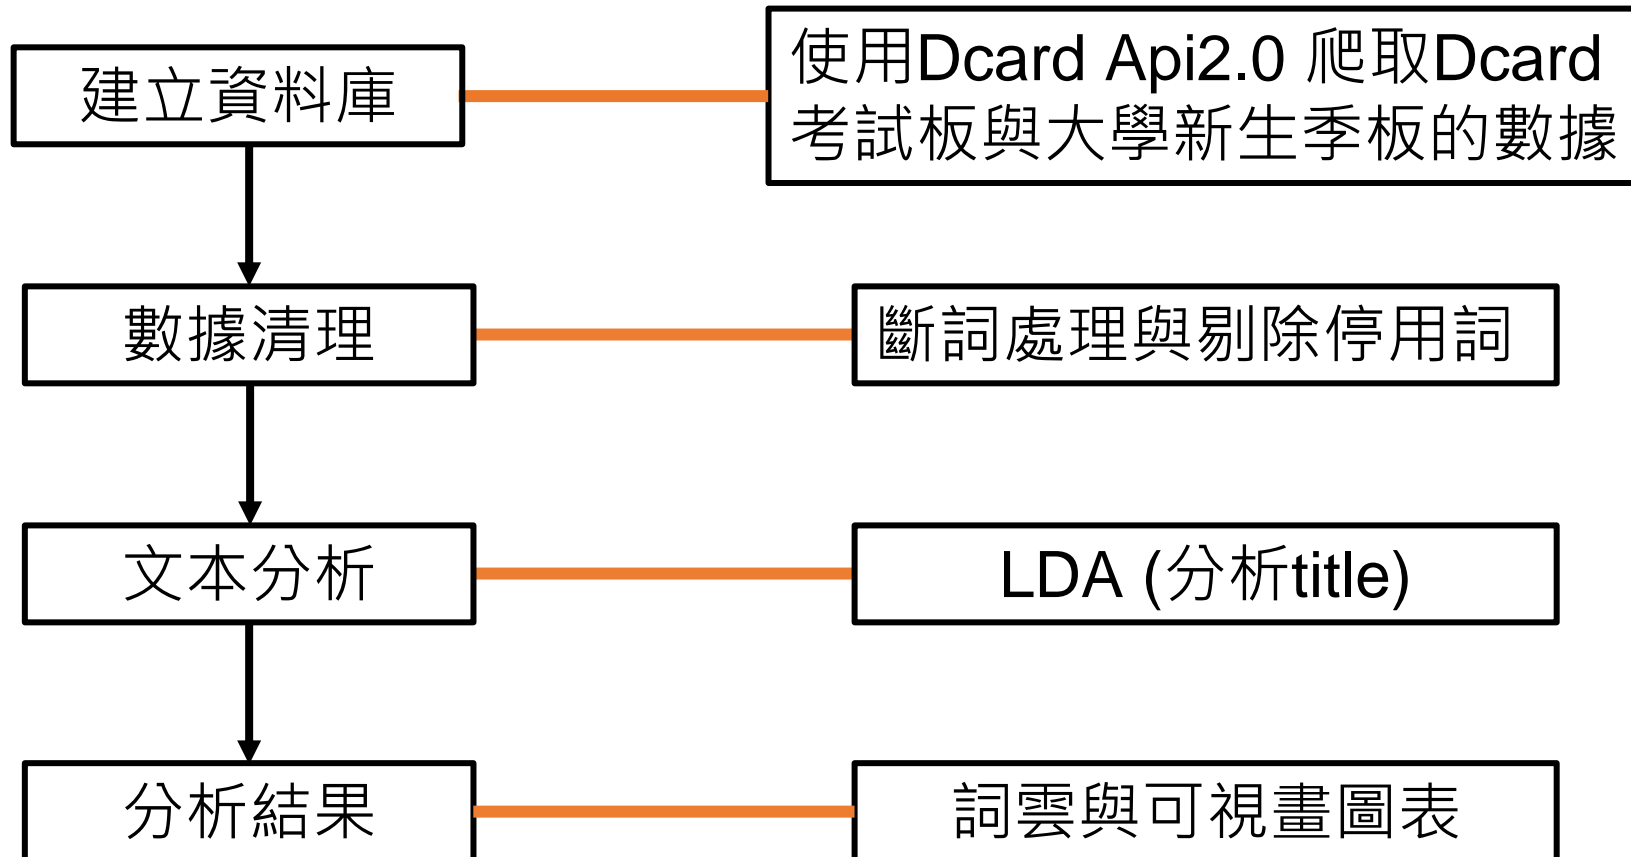 建立資料庫
使用Dcard Api2.0 爬取Dcard
考試板與大學新生季板的數據
數據清理
斷詞處理與剔除停用詞
文本分析
LDA (分析title)
分析結果
詞雲與可視畫圖表